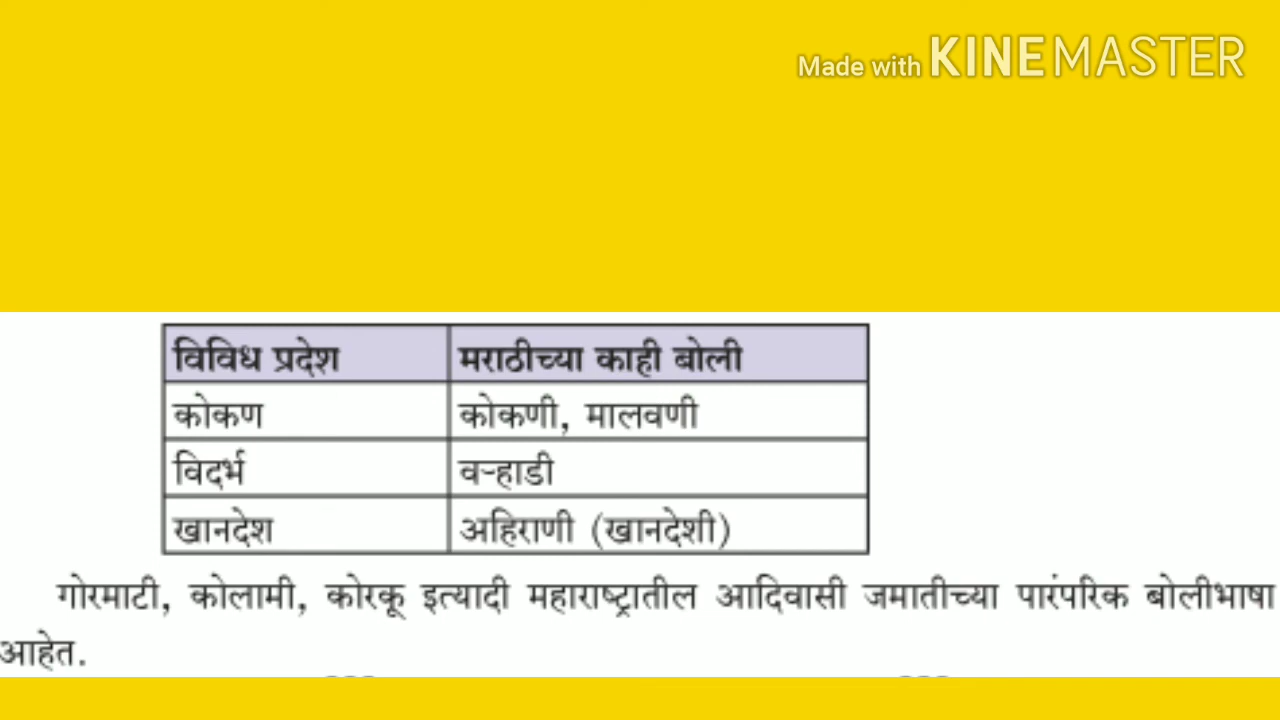 Made with KINEMASTER
विविध प्रदेश मराठीच्या काही बोली
कोकण कोकणी, मालवणी
विदर्भ वऱ्हाडी
खानदेश अहिराणी (खानदेशी)
गोरमाटी, कोलामी, कोरकू इत्यादी महाराष्ट्रातील आदिवासी जमातीच्या पारंपरिक बोलीभाषा
आहेत.